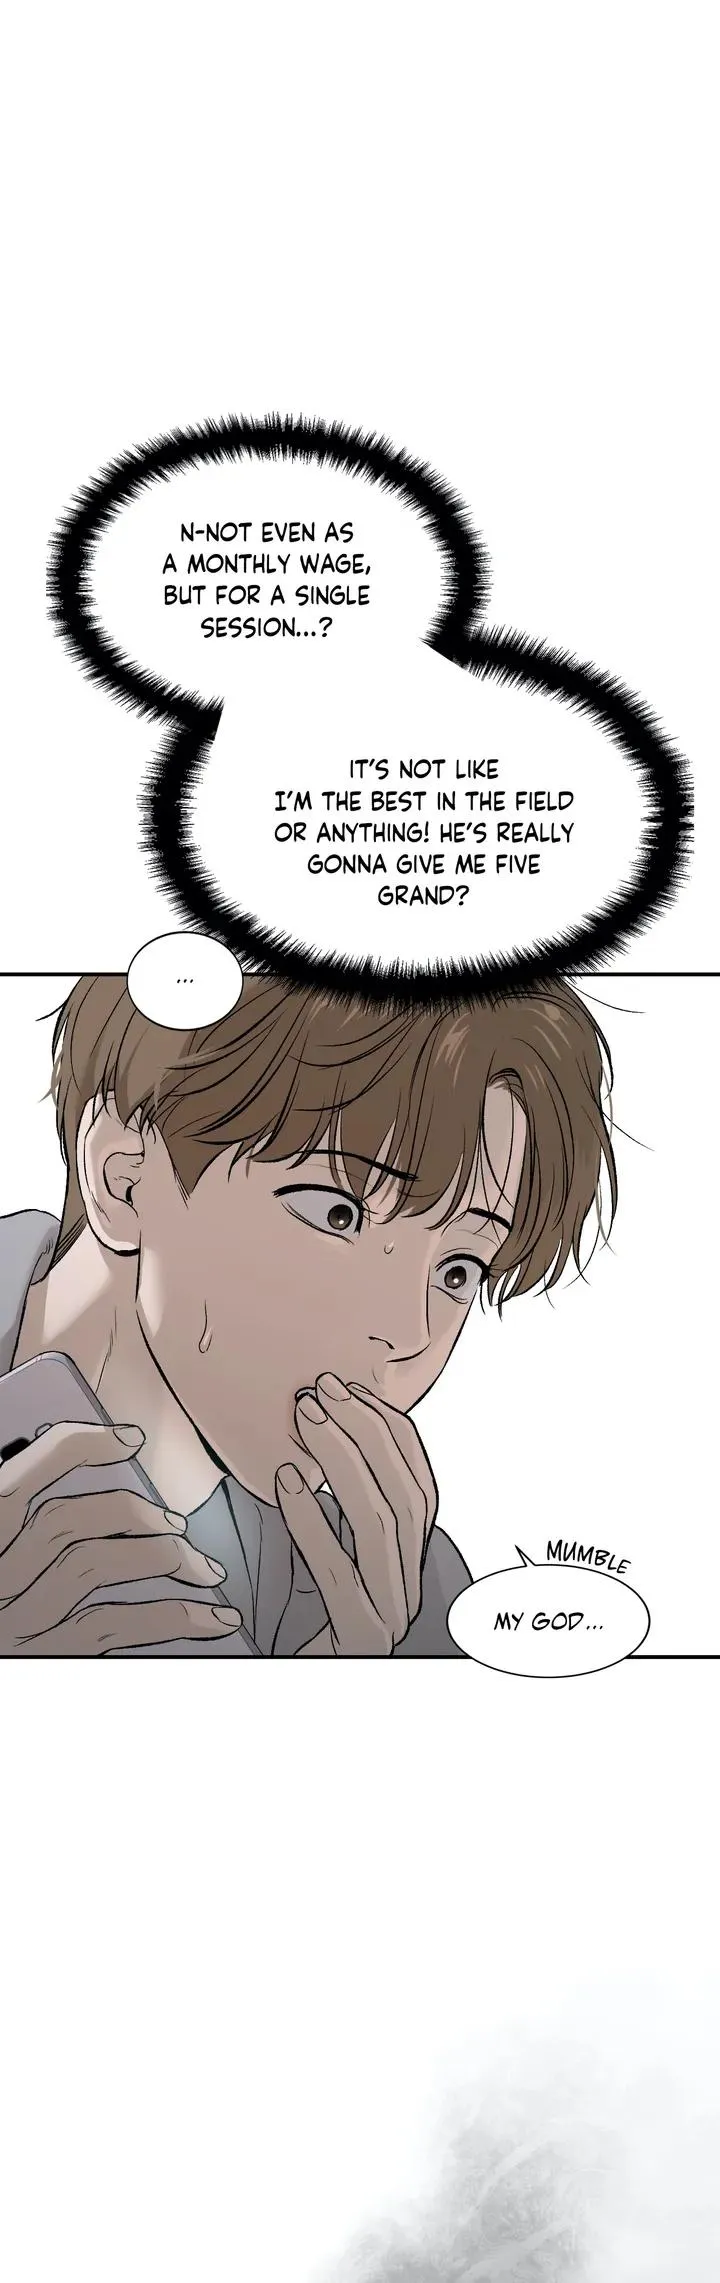 N-NOT EVEN AS
A MONTHLY WAGE,
BUT FOR A SINGLE
SESSION...?
IT'S NOT LIKE
I'M THE BEST IN THE FIELD
OR ANYTHING! HE'S REALLY
GONNA GIVE ME FIVE
GRAND?
...
MUMBLE
MY GOD...